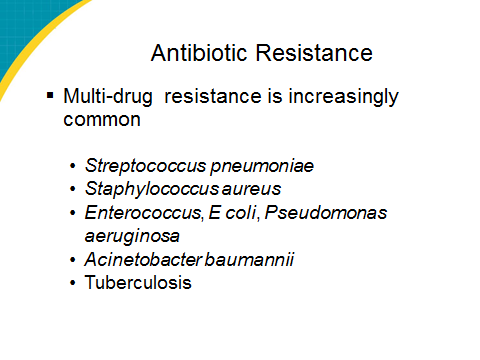 Antibiotic Resistance
▪ Multi-drug resistance is increasingly
common
• Streptococcus pneumoniae
• Staphylococcus aureus
• Enterococcus, E coli, Pseudomonas
aeruginosa
• Acinetobacter baumannii
• Tuberculosis